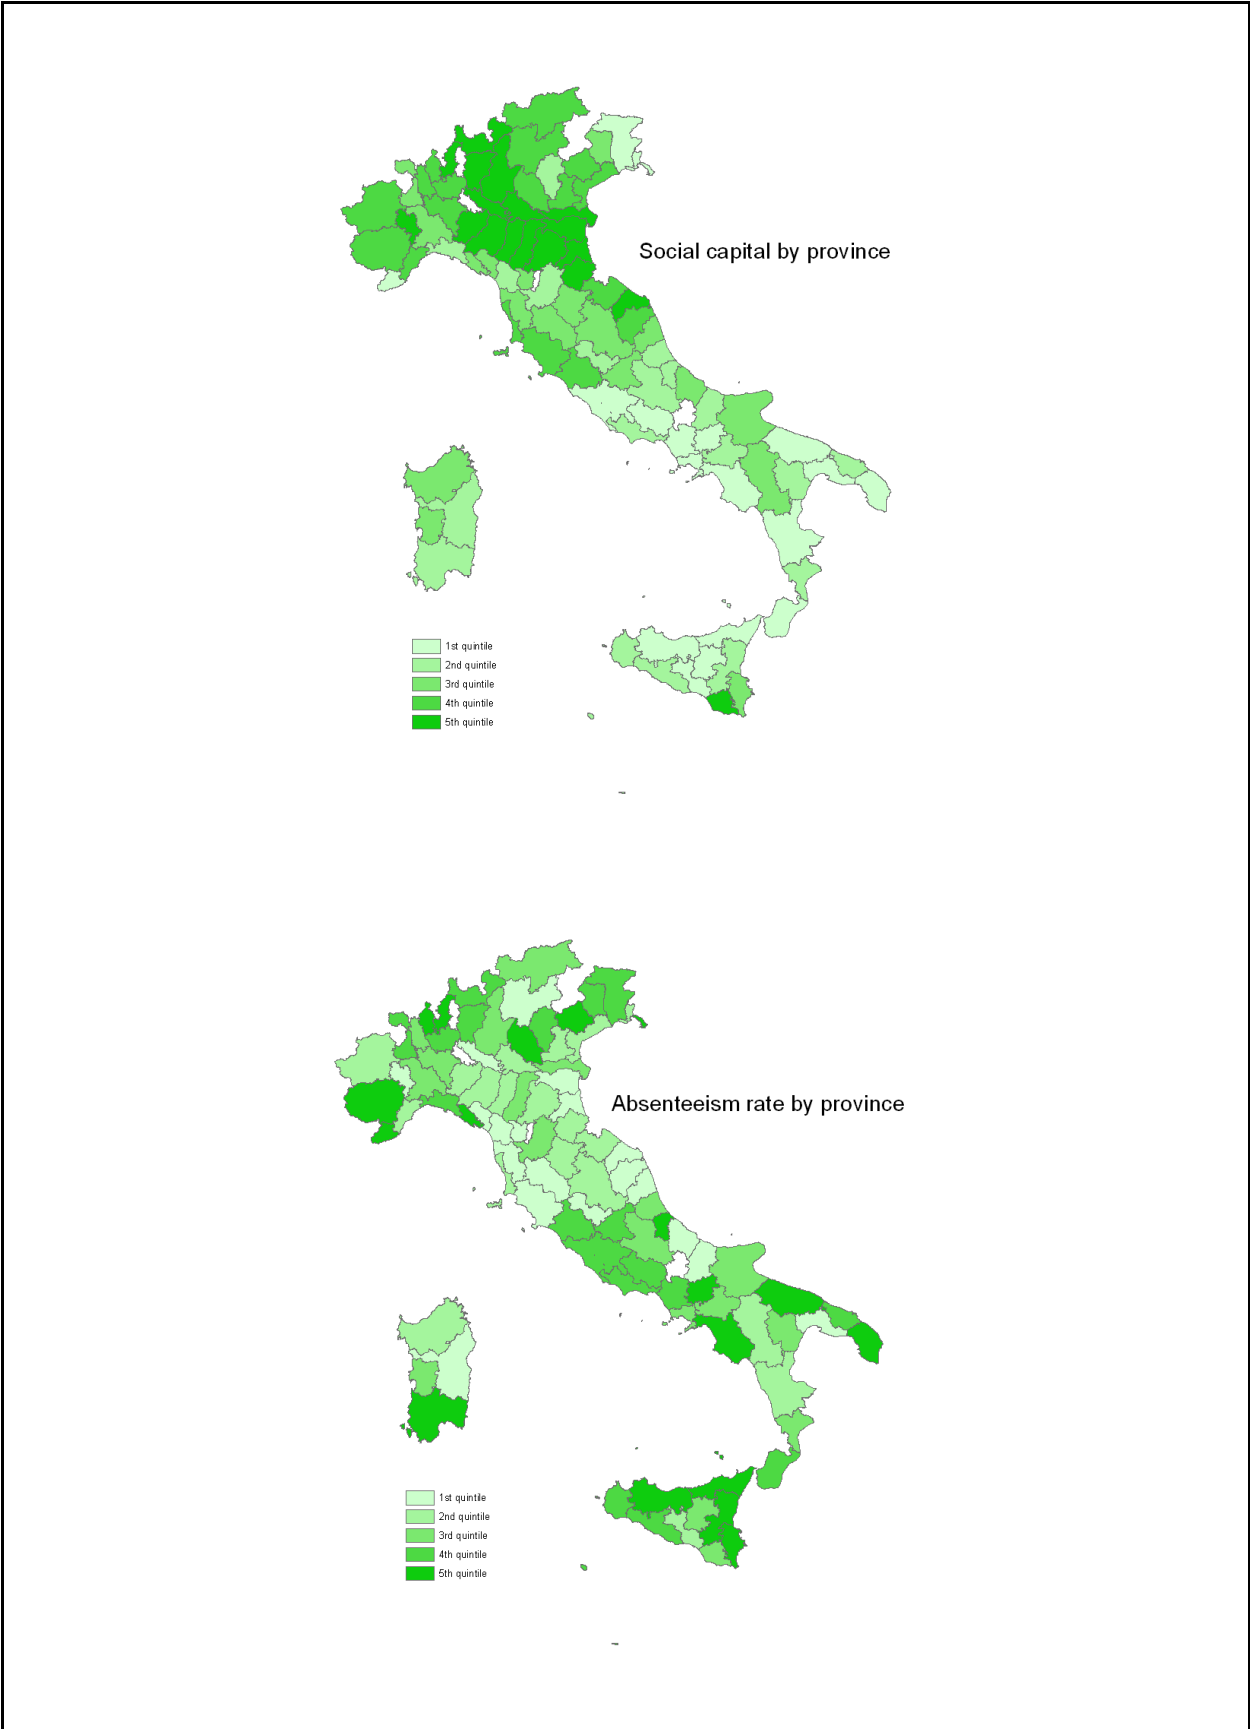 Social capital by province
1st quintile
2nd quintile
3rd quintile
4th quintile
5th quintile
Absenteeism rate by province
1st quintile
2nd quintile
3rd quintile
4th quintile
5th quintile